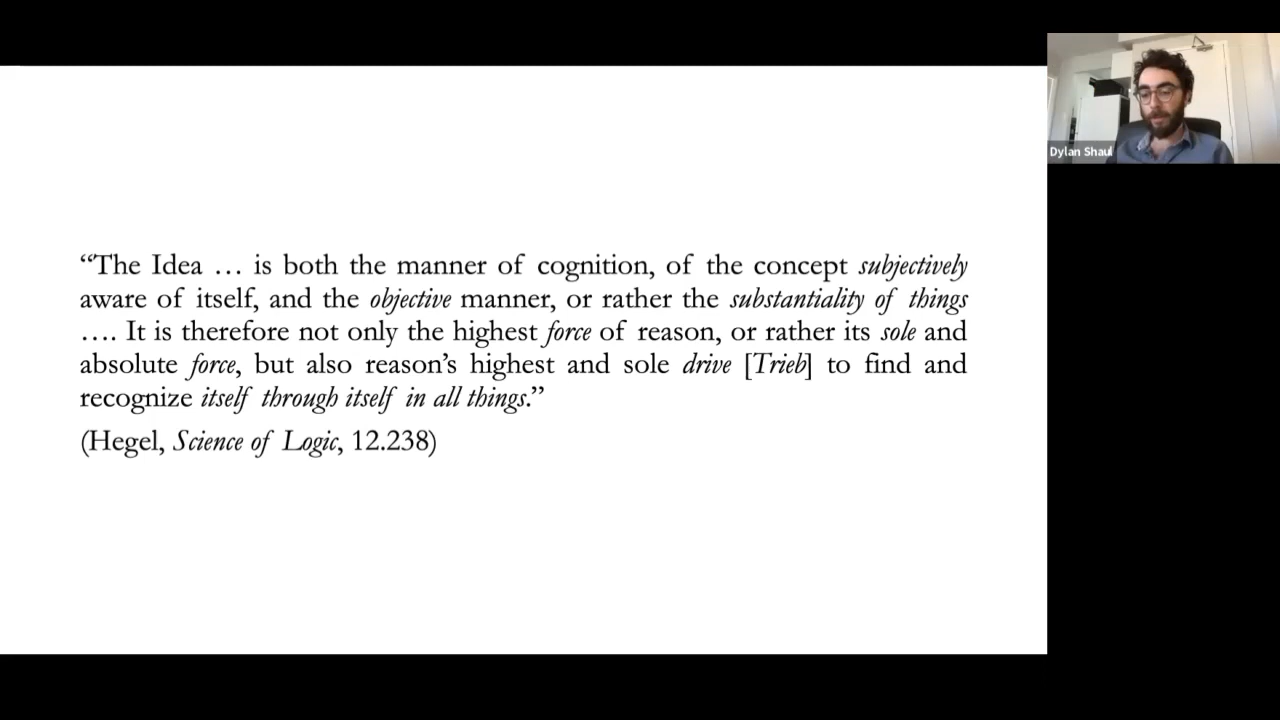 “The Idea … is both the manner of cognition, of the concept subjectively
aware of itself, and the objective manner, or rather the substantiality of things
…. It is therefore not only the highest force of reason, or rather its sole and
absolute force, but also reason’s highest and sole drive [Trieb] to find and
recognize itself through itself in all things.”
(Hegel, Science of Logic, 12.238)
Dylan Shaul